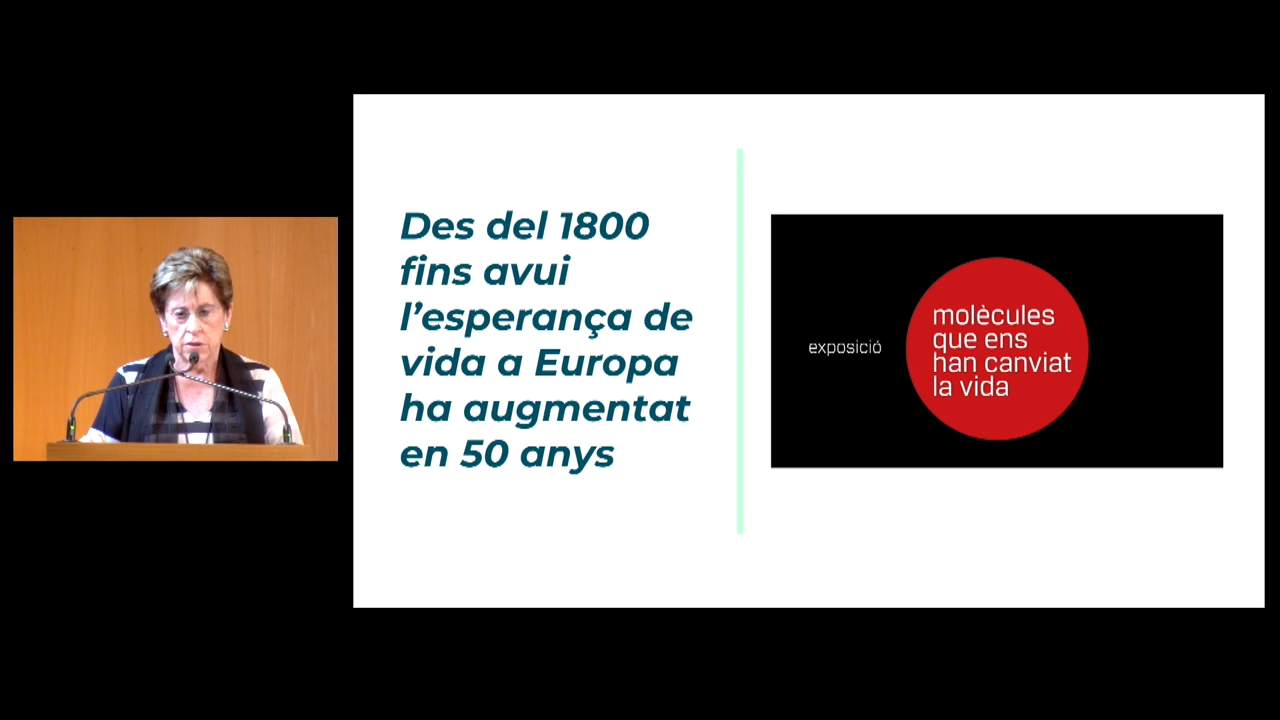 Des del 1800
fins avui
l’esperança de
vida a Europa
ha augmentat
en 50 anys
exposició
molècules
que ens
han canviat
la vida